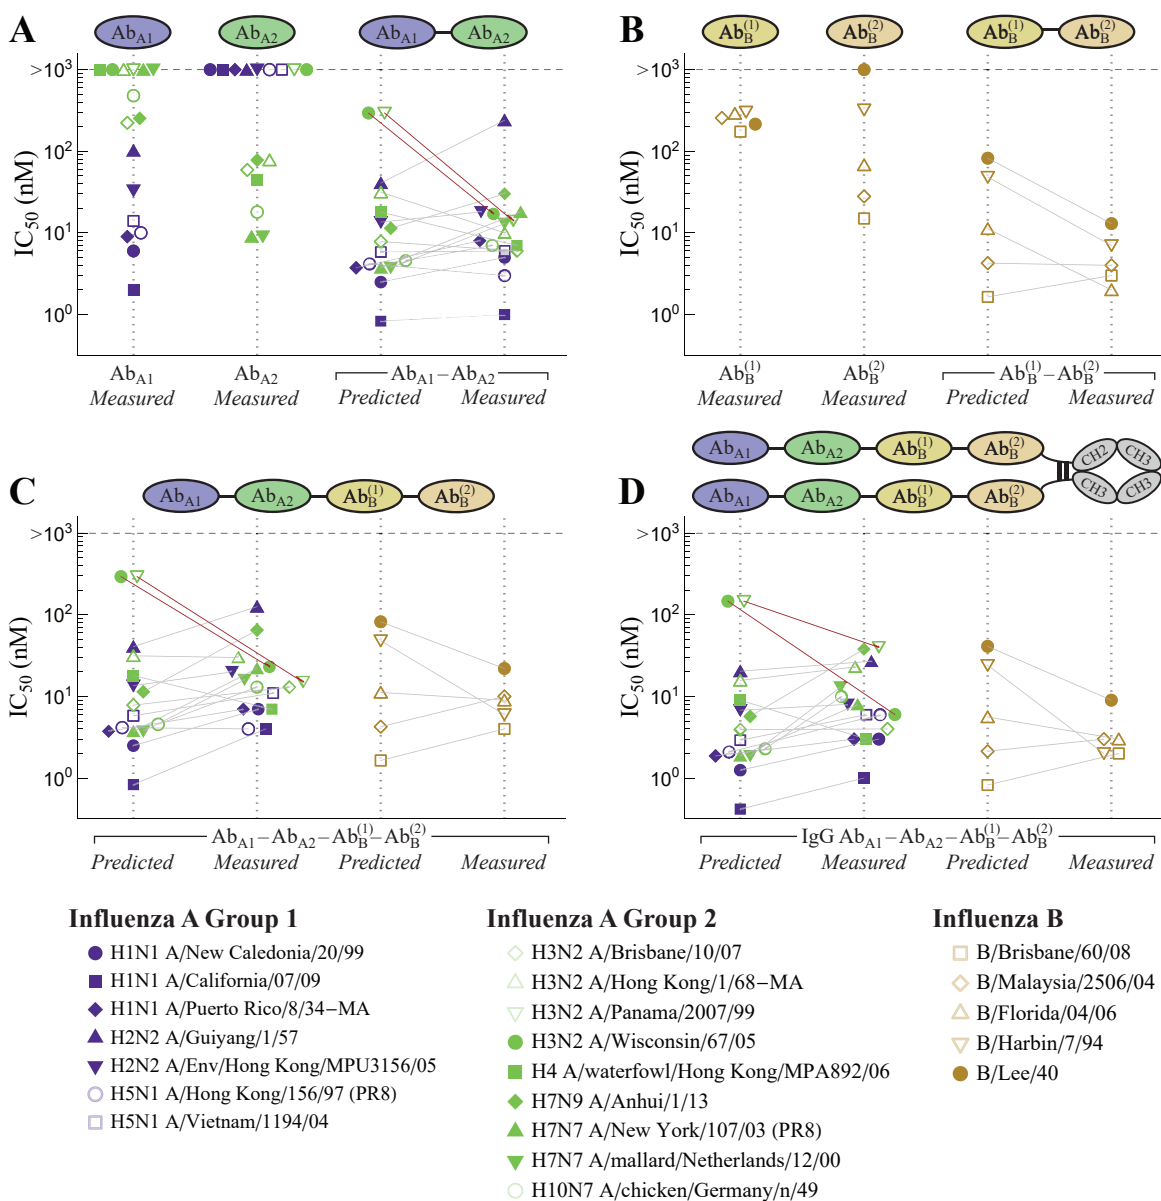 A
Ab_A1
Ab_A2
Ab_A1
Ab_A2
IC_50 (nM)
>10^3
10^2
10^1
10^0
Ab_A1
Measured
Ab_A2
Measured
Ab_A1–Ab_A2
Predicted
Measured
B
Ab_B^(1)
Ab_B^(2)
Ab_B^(1)
Ab_B^(2)
IC_50 (nM)
>10^3
10^2
10^1
10^0
Ab_B^(1)
Measured
Ab_B^(2)
Measured
Ab_B^(1)–Ab_B^(2)
Predicted
Measured
C
Ab_A1
Ab_A2
Ab_B^(1)
Ab_B^(2)
IC_50 (nM)
>10^3
10^2
10^1
10^0
Ab_A1–Ab_A2–Ab_B^(1)–Ab_B^(2)
Predicted
Measured
Predicted
Measured
D
Ab_A1
Ab_A2
Ab_B^(1)
Ab_B^(2)
CH2
CH3
Ab_A1
Ab_A2
Ab_B^(1)
Ab_B^(2)
CH3
CH3
IC_50 (nM)
>10^3
10^2
10^1
10^0
IgG Ab_A1–Ab_A2–Ab_B^(1)–Ab_B^(2)
Predicted
Measured
Predicted
Measured
Influenza A Group 1
H1N1 A/New Caledonia/20/99
H1N1 A/California/07/09
H1N1 A/Puerto Rico/8/34–MA
H2N2 A/Guiyang/1/57
H2N2 A/Env/Hong Kong/MPU3156/05
H5N1 A/Hong Kong/156/97 (PR8)
H5N1 A/Vietnam/1194/04
Influenza A Group 2
H3N2 A/Brisbane/10/07
H3N2 A/Hong Kong/1/68–MA
H3N2 A/Panama/2007/99
H3N2 A/Wisconsin/67/05
H4 A/waterfowl/Hong Kong/MPA892/06
H7N9 A/Anhui/1/13
H7N7 A/New York/107/03 (PR8)
H7N7 A/mallard/Netherlands/12/00
H10N7 A/chicken/Germany/n/49
Influenza B
B/Brisbane/60/08
B/Malaysia/2506/04
B/Florida/04/06
B/Harbin/7/94
B/Lee/40